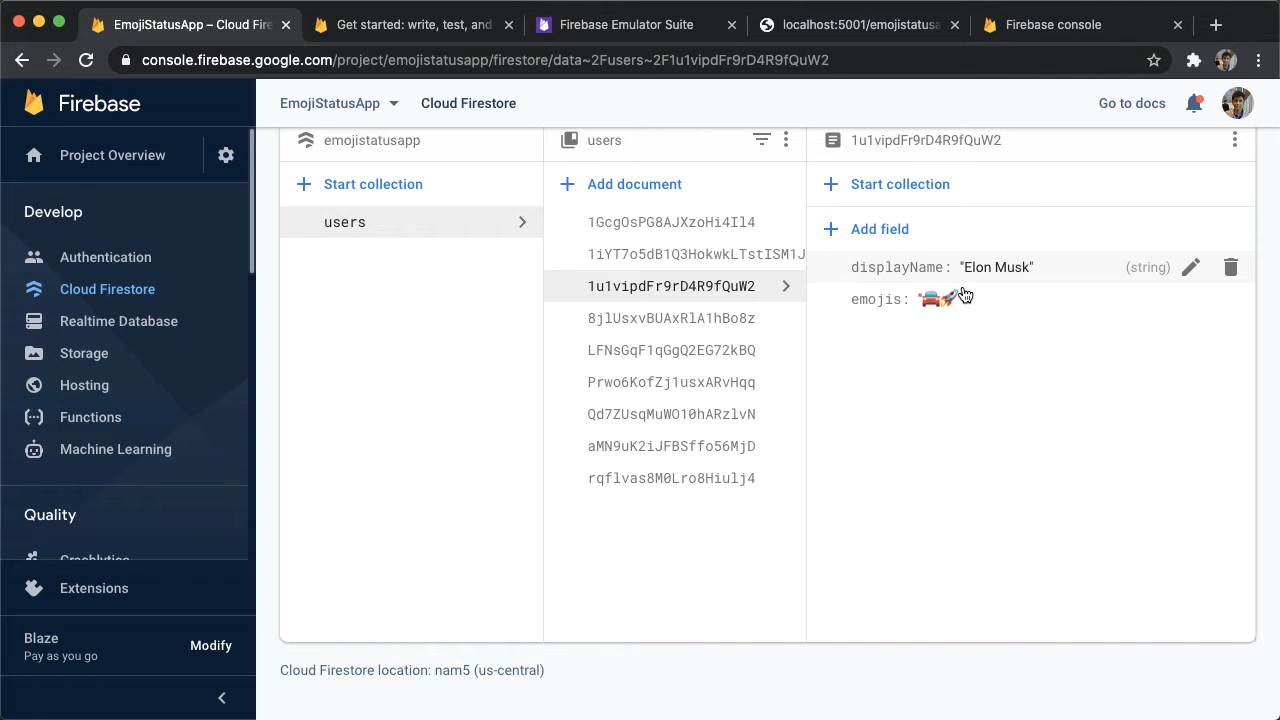 EmojiStatusApp – Cloud Fire
Get started: write, test, and
Firebase Emulator Suite
localhost:5001/emojistatusa
Firebase console
console.firebase.google.com/project/emojistatusapp/firestore/data~2Fusers~2F1u1vipdFr9rD4R9fQuW2
Firebase
EmojiStatusApp
Cloud Firestore
Go to docs
Project Overview
Develop
Authentication
Cloud Firestore
Realtime Database
Storage
Hosting
Functions
Machine Learning
Quality
Crashlytics
Extensions
Blaze
Pay as you go
Modify
emojistatusapp
Start collection
users
users
Add document
1GcgOsPG8AJXzoHi4Il4
1iYT7o5dB1Q3HokwkLTstISM1J
1u1vipdFr9rD4R9fQuW2
8jlUsxvBUAxRlA1hBo8z
LFNsGqF1qGgQ2EG72kBQ
Prwo6KofZj1usxARvHqq
Qd7ZUsqMuWO10hARzlvN
aMN9uK2iJFBSffo56MjD
rqflvas8M0Lro8Hiulj4
1u1vipdFr9rD4R9fQuW2
Start collection
Add field
displayName: "Elon Musk" (string)
emojis: "🚘🚀
Cloud Firestore location: nam5 (us-central)